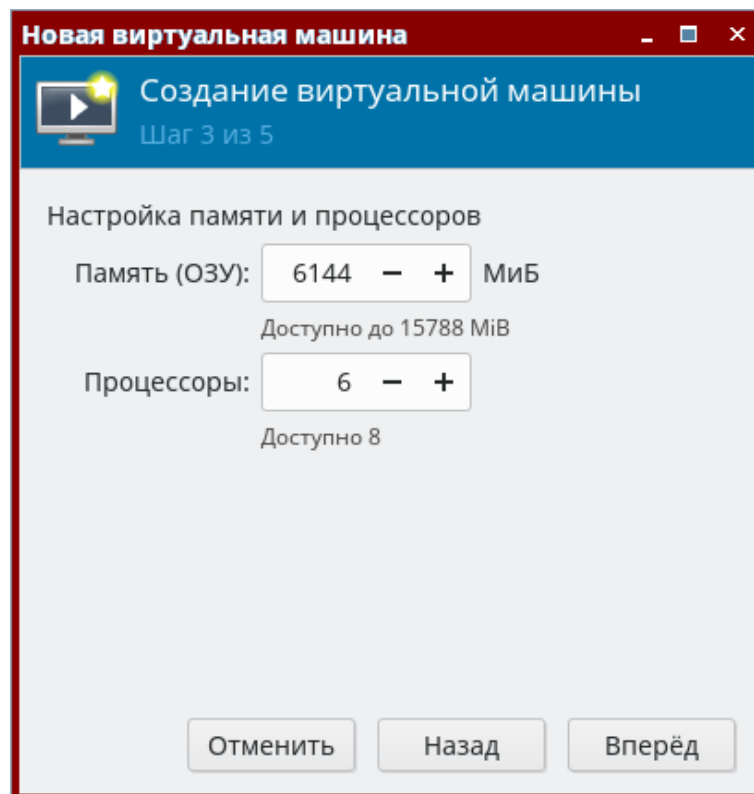 Новая виртуальная машина
Создание виртуальной машины
Шаг 3 из 5
Настройка памяти и процессоров
Память (ОЗУ): 6144 − + МиБ
Доступно до 15788 MiB
Процессоры: 6 − +
Доступно 8
Отменить Назад Вперёд